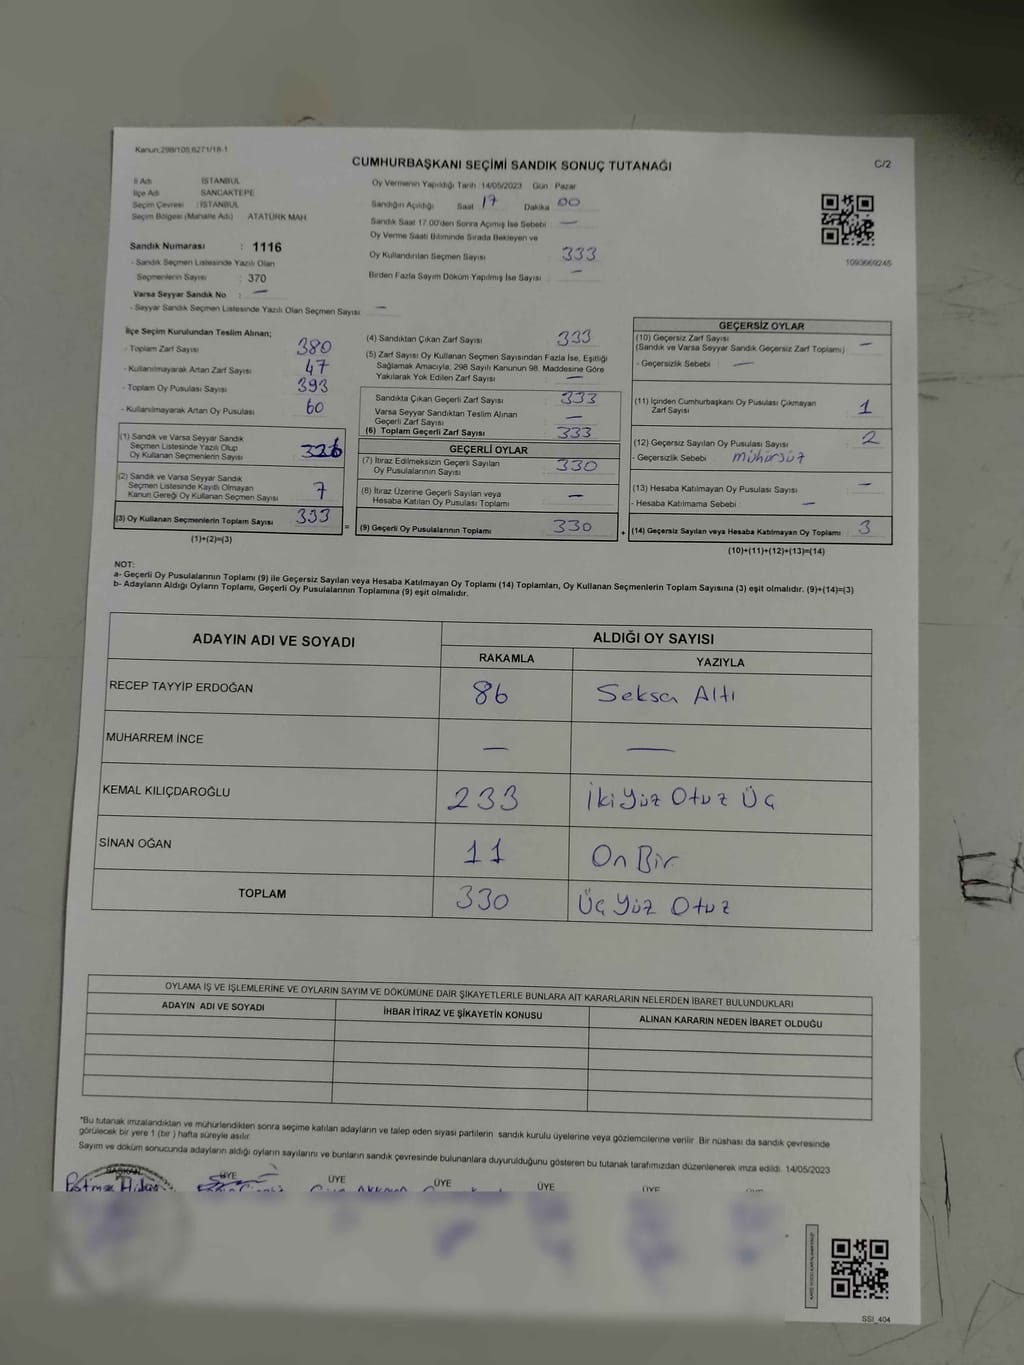 Kanun:298/105,6271/18-1
CUMHURBAŞKANI SEÇİMİ SANDIK SONUÇ TUTANAĞI
C/2
İl Adı : İSTANBUL
İlçe Adı : SANCAKTEPE
Seçim Çevresi : İSTANBUL
Seçim Bölgesi (Mahalle Adı) : ATATÜRK MAH.
Sandık Numarası : 1116
- Sandık Seçmen Listesinde Yazılı Olan
Seçmenlerin Sayısı : 370
Varsa Seyyar Sandık No : —
- Seyyar Sandık Seçmen Listesinde Yazılı Olan Seçmen Sayısı : —
Oy Vermenin Yapıldığı Tarih 14/05/2023 Gün Pazar
Sandığın Açıldığı Saat 17 Dakika 00
Sandık Saat 17:00'den Sonra Açılmış İse Sebebi —
Oy Verme Saati Bitiminde Sırada Bekleyen ve
Oy Kullandırılan Seçmen Sayısı 333
Birden Fazla Sayım Döküm Yapılmış İse Sayısı —
1093669245
İlçe Seçim Kurulundan Teslim Alınan;
- Toplam Zarf Sayısı 380
- Kullanılmayarak Artan Zarf Sayısı 47
- Toplam Oy Pusulası Sayısı 393
- Kullanılmayarak Artan Oy Pusulası 60
(1) Sandık ve Varsa Seyyar Sandık
Seçmen Listesinde Yazılı Olup
Oy Kullanan Seçmenlerin Sayısı 326
(2) Sandık ve Varsa Seyyar Sandık
Seçmen Listesinde Kayıtlı Olmayan
Kanun Gereği Oy Kullanan Seçmen Sayısı 7
(3) Oy Kullanan Seçmenlerin Toplam Sayısı 333
(1)+(2)=(3)
=
(4) Sandıktan Çıkan Zarf Sayısı 333
(5) Zarf Sayısı Oy Kullanan Seçmen Sayısından Fazla İse, Eşitliği
Sağlamak Amacıyla, 298 Sayılı Kanunun 98. Maddesine Göre
Yakılarak Yok Edilen Zarf Sayısı —
Sandıkta Çıkan Geçerli Zarf Sayısı 333
Varsa Seyyar Sandıktan Teslim Alınan
Geçerli Zarf Sayısı —
(6) Toplam Geçerli Zarf Sayısı 333
GEÇERLİ OYLAR
(7) İtiraz Edilmeksizin Geçerli Sayılan
Oy Pusulalarının Sayısı 330
(8) İtiraz Üzerine Geçerli Sayılan veya
Hesaba Katılan Oy Pusulası Toplamı —
(9) Geçerli Oy Pusulalarının Toplamı 330
+
GEÇERSİZ OYLAR
(10) Geçersiz Zarf Sayısı —
(Sandık ve Varsa Seyyar Sandık Geçersiz Zarf Toplamı)
- Geçersizlik Sebebi : —
(11) İçinden Cumhurbaşkanı Oy Pusulası Çıkmayan
Zarf Sayısı 1
(12) Geçersiz Sayılan Oy Pusulası Sayısı 2
- Geçersizlik Sebebi : mühürsüz
(13) Hesaba Katılmayan Oy Pusulası Sayısı —
- Hesaba Katılmama Sebebi : —
(14) Geçersiz Sayılan veya Hesaba Katılmayan Oy Toplamı 3
(10)+(11)+(12)+(13)=(14)
NOT:
a- Geçerli Oy Pusulalarının Toplamı (9) ile Geçersiz Sayılan veya Hesaba Katılmayan Oy Toplamı (14) Toplamları, Oy Kullanan Seçmenlerin Toplam Sayısına (3) eşit olmalıdır. (9)+(14)=(3)
b- Adayların Aldığı Oyların Toplamı, Geçerli Oy Pusulalarının Toplamına (9) eşit olmalıdır.
ADAYIN ADI VE SOYADI
ALDIĞI OY SAYISI
RAKAMLA YAZIYLA
RECEP TAYYİP ERDOĞAN 86 Seksen Altı
MUHARREM İNCE — —
KEMAL KILIÇDAROĞLU 233 İki Yüz Otuz Üç
SİNAN OĞAN 11 On Bir
TOPLAM 330 Üç Yüz Otuz
OYLAMA İŞ VE İŞLEMLERİNE VE OYLARIN SAYIM VE DÖKÜMÜNE DAİR ŞİKAYETLERLE BUNLARA AİT KARARLARIN NELERDEN İBARET BULUNDUKLARI
ADAYIN ADI VE SOYADI İHBAR İTİRAZ VE ŞİKAYETİN KONUSU ALINAN KARARIN NEDEN İBARET OLDUĞU
*Bu tutanak imzalandıktan ve mühürlendikten sonra seçime katılan adayların ve talep eden siyasi partilerin sandık kurulu üyelerine veya gözlemcilerine verilir. Bir nüshası da sandık çevresinde
görülecek bir yere 1 (bir) hafta süreyle asılır.
Sayım ve döküm sonucunda adayların aldığı oyların sayılarını ve bunların sandık çevresinde bulunanlara duyurulduğunu gösteren bu tutanak tarafımızdan düzenlenerek imza edildi. 14/05/2023
BAŞKAN ÜYE ÜYE ÜYE ÜYE ÜYE
SSI_404